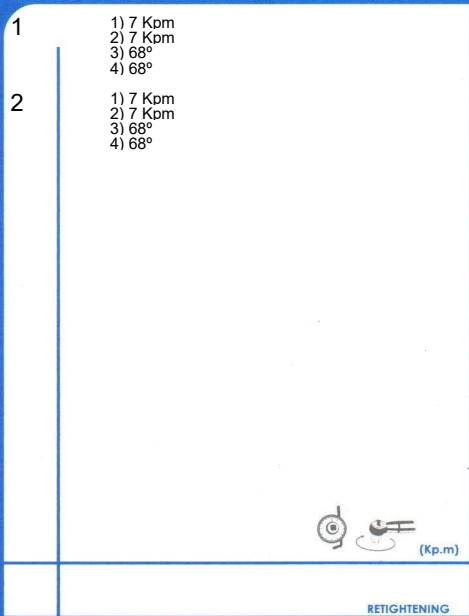 1
1) 7 Kpm
2) 7 Kpm
3) 68º
4) 68º
2
1) 7 Kpm
2) 7 Kpm
3) 68º
4) 68º
(Kp.m)
RETIGHTENING